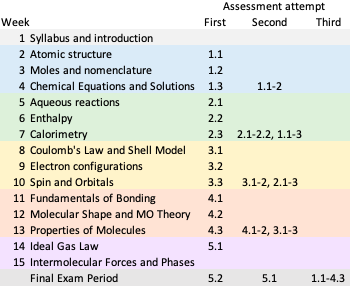 Assessment attempt
Week First Second Third
1 Syllabus and introduction
2 Atomic structure 1.1
3 Moles and nomenclature 1.2
4 Chemical Equations and Solutions 1.3 1.1-2
5 Aqueous reactions 2.1
6 Enthalpy 2.2
7 Calorimetry 2.3 2.1-2.2, 1.1-3
8 Coulomb's Law and Shell Model 3.1
9 Electron configurations 3.2
10 Spin and Orbitals 3.3 3.1-2, 2.1-3
11 Fundamentals of Bonding 4.1
12 Molecular Shape and MO Theory 4.2
13 Properties of Molecules 4.3 4.1-2, 3.1-3
14 Ideal Gas Law 5.1
15 Intermolecular Forces and Phases
Final Exam Period 5.2 5.1 1.1-4.3